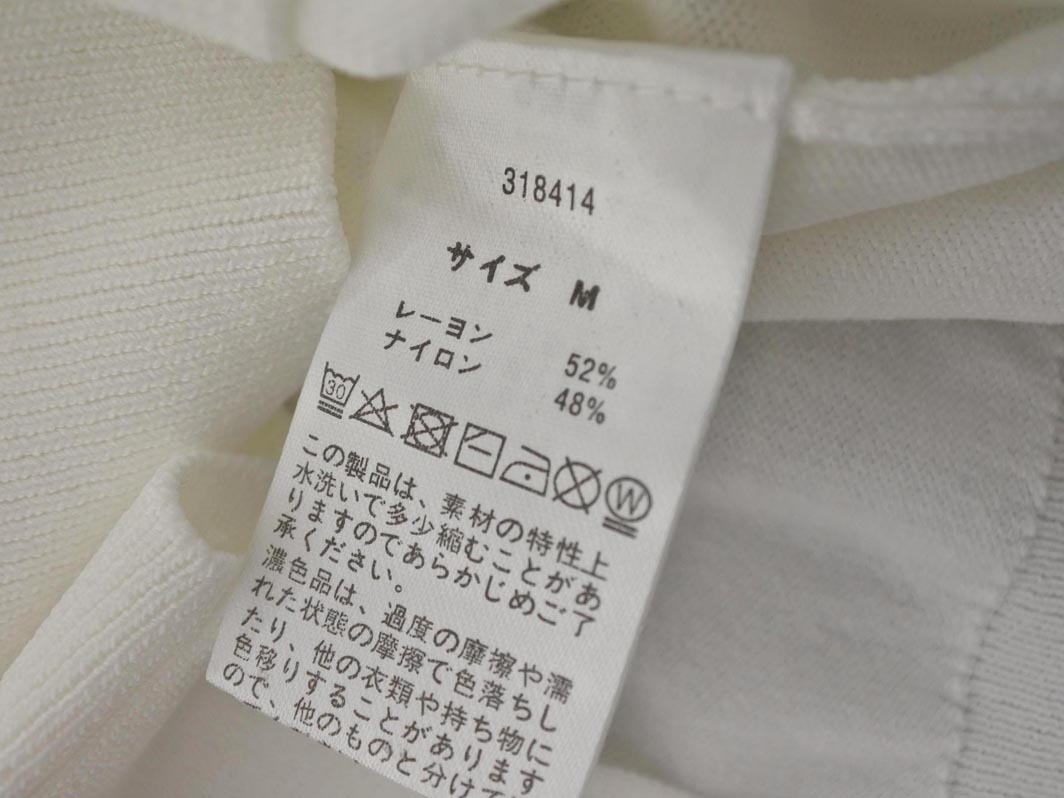 318414
サイズ M
レーヨン 52%
ナイロン 48%
30
W
この製品は、素材の特性上
水洗いで多少縮むことがあ
りますのであらかじめご了
承ください。
濃色品は、過度の摩擦や濡
れた状態の摩擦で色落ちし
たり、他の衣類や持ち物に
色移りすることがあります
ので、他のものと分けて